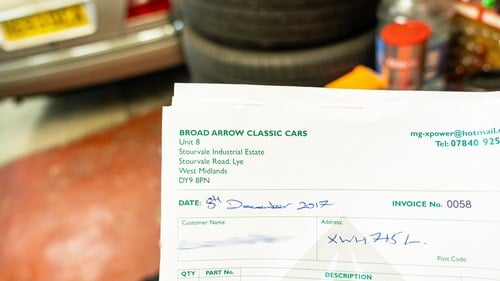 BROAD ARROW CLASSIC CARS
Unit 8
Stourvale Industrial Estate
Stourvale Road, Lye
West Midlands
DY9 8PN
mg-xpower@hotmail.
Tel: 07840 925
DATE: 8th December 2017
INVOICE No. 0058
Customer Name:
Address:
XWH 745 L.
Post Code:
QTY PART No. DESCRIPTION